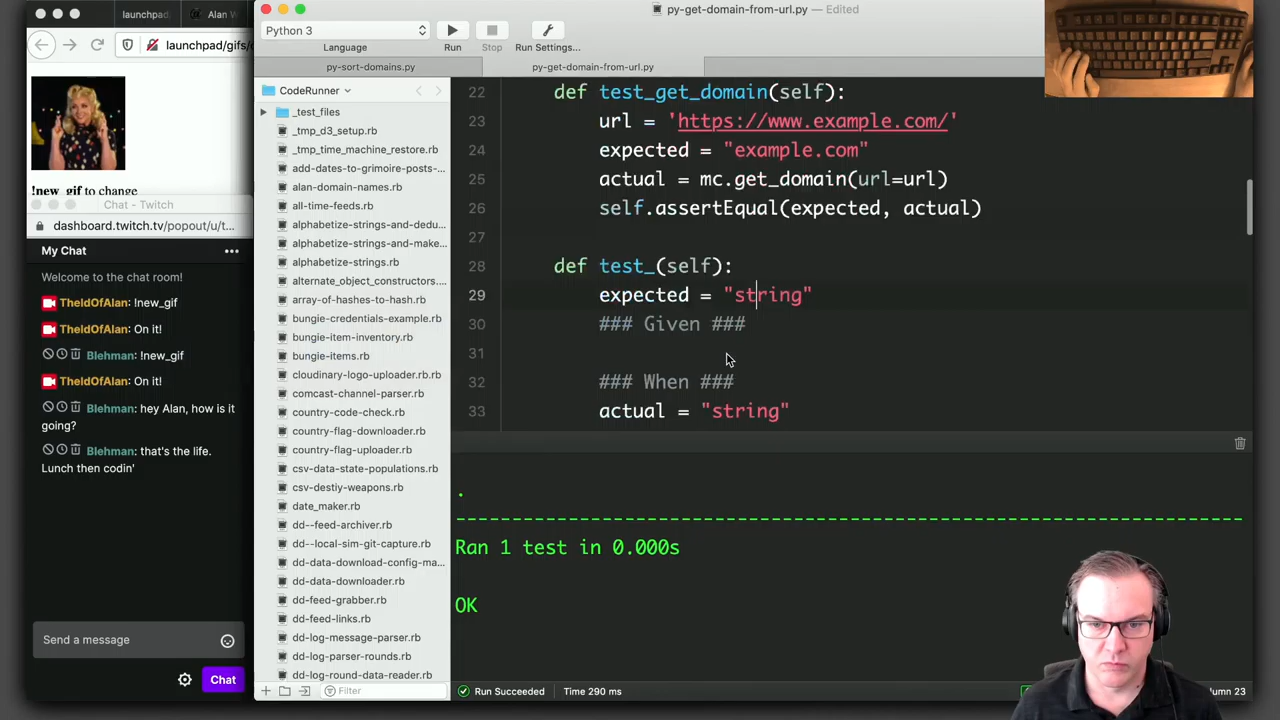 launchpad
Alan W
launchpad/gifs/
!new_gif to change
Chat - Twitch
dashboard.twitch.tv/popout/u/t...
My Chat
Welcome to the chat room!
TheIdOfAlan: !new_gif
TheIdOfAlan: On it!
Blehman: !new_gif
TheIdOfAlan: On it!
Blehman: hey Alan, how is it
going?
Blehman: that's the life.
Lunch then codin'
Send a message
Chat
py-get-domain-from-url.py — Edited
Python 3
Language
Run
Stop
Run Settings...
py-sort-domains.py
py-get-domain-from-url.py
CodeRunner
_test_files
_tmp_d3_setup.rb
_tmp_time_machine_restore.rb
add-dates-to-grimoire-posts-...
alan-domain-names.rb
all-time-feeds.rb
alphabetize-strings-and-dedu...
alphabetize-strings-and-make...
alphabetize-strings.rb
alternate_object_constructors....
array-of-hashes-to-hash.rb
bungie-credentials-example.rb
bungie-item-inventory.rb
bungie-items.rb
cloudinary-logo-uploader.rb.rb
comcast-channel-parser.rb
country-code-check.rb
country-flag-downloader.rb
country-flag-uploader.rb
csv-data-state-populations.rb
csv-destiy-weapons.rb
date_maker.rb
dd--feed-archiver.rb
dd--local-sim-git-capture.rb
dd-data-download-config-ma...
dd-data-downloader.rb
dd-feed-grabber.rb
dd-feed-links.rb
dd-log-message-parser.rb
dd-log-parser-rounds.rb
dd-log-round-data-reader.rb
Filter
22 def test_get_domain(self):
23 url = 'https://www.example.com/'
24 expected = "example.com"
25 actual = mc.get_domain(url=url)
26 self.assertEqual(expected, actual)
27
28 def test_(self):
29 expected = "string"
30 ### Given ###
31
32 ### When ###
33 actual = "string"
.
----------------------------------------------------------------------
Ran 1 test in 0.000s
OK
Run Succeeded
Time 290 ms
umn 23